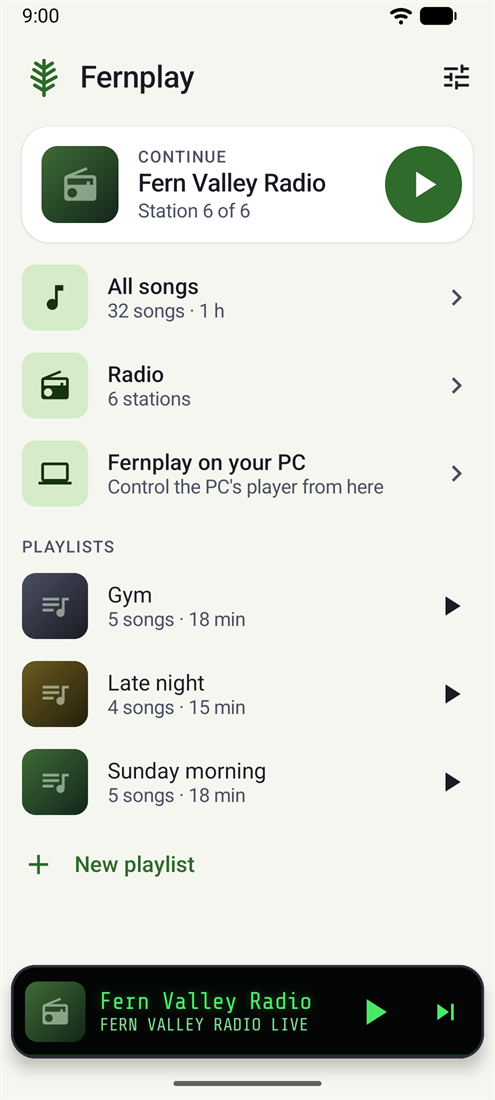 9:00
Fernplay
CONTINUE
Fern Valley Radio
Station 6 of 6
All songs
32 songs · 1 h
Radio
6 stations
Fernplay on your PC
Control the PC's player from here
PLAYLISTS
Gym
5 songs · 18 min
Late night
4 songs · 15 min
Sunday morning
5 songs · 18 min
New playlist
Fern Valley Radio
FERN VALLEY RADIO LIVE